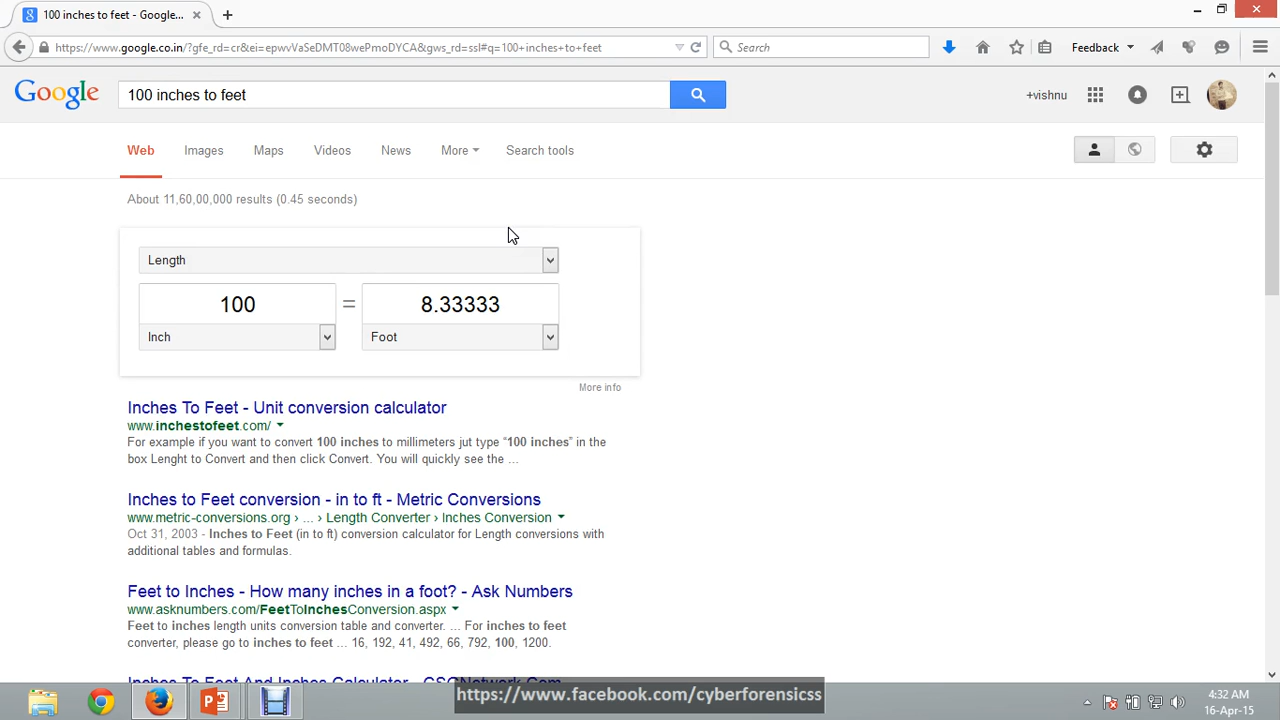 100 inches to feet - Google...
https://www.google.co.in/?gfe_rd=cr&ei=epwvVaSeDMT08wePmoDYCA&gws_rd=ssl#q=100+inches+to+feet
Search
Feedback
Google
100 inches to feet
+vishnu
Web
Images
Maps
Videos
News
More
Search tools
About 11,60,00,000 results (0.45 seconds)
Length
100 = 8.33333
Inch
Foot
More info
Inches To Feet - Unit conversion calculator
www.inchestofeet.com/
For example if you want to convert 100 inches to millimeters jut type “100 inches” in the
box Lenght to Convert and then click Convert. You will quickly see the ...
Inches to Feet conversion - in to ft - Metric Conversions
www.metric-conversions.org › ... › Length Converter › Inches Conversion
Oct 31, 2003 - Inches to Feet (in to ft) conversion calculator for Length conversions with
additional tables and formulas.
Feet to Inches - How many inches in a foot? - Ask Numbers
www.asknumbers.com/FeetToInchesConversion.aspx
Feet to inches length units conversion table and converter. ... For inches to feet
converter, please go to inches to feet ... 16, 192, 41, 492, 66, 792, 100, 1200.
Inches To Feet And Inches Calculator - CSGNetwork.Com
https://www.facebook.com/cyberforensicss
4:32 AM
16-Apr-15